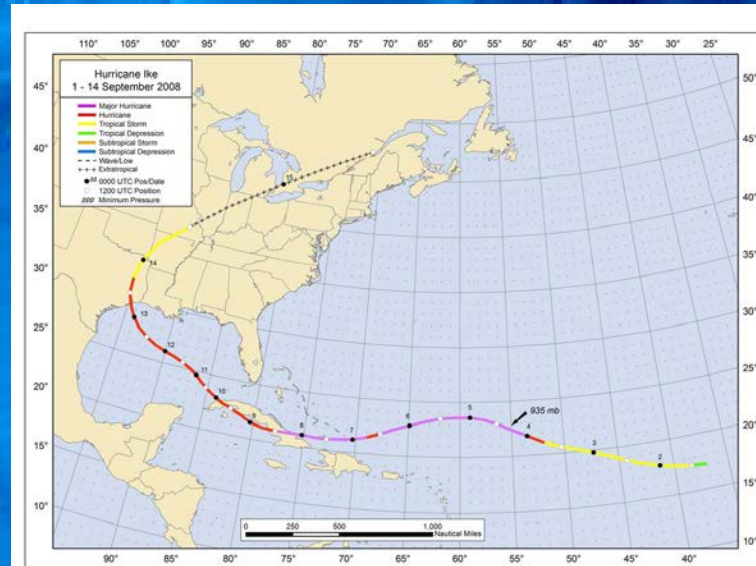 110° 105° 100° 95° 90° 85° 80° 75° 70° 65° 60° 55° 50° 45° 40° 35° 30° 25°
Hurricane Ike
1 - 14 September 2008
Major Hurricane
Hurricane
Tropical Storm
Tropical Depression
Subtropical Storm
Subtropical Depression
Wave/Low
Extratropical
0000 UTC Pos/Date
1200 UTC Position
PPP Minimum Pressure
45°
40°
35°
30°
25°
20°
15°
10°
50°
45°
40°
35°
30°
25°
20°
15°
10°
15
14
13
12
11
10
9
8
7
6
5
935 mb
4
3
2
0 250 500 1,000
Nautical Miles
90° 85° 80° 75° 70° 65° 60° 55° 50° 45° 40°